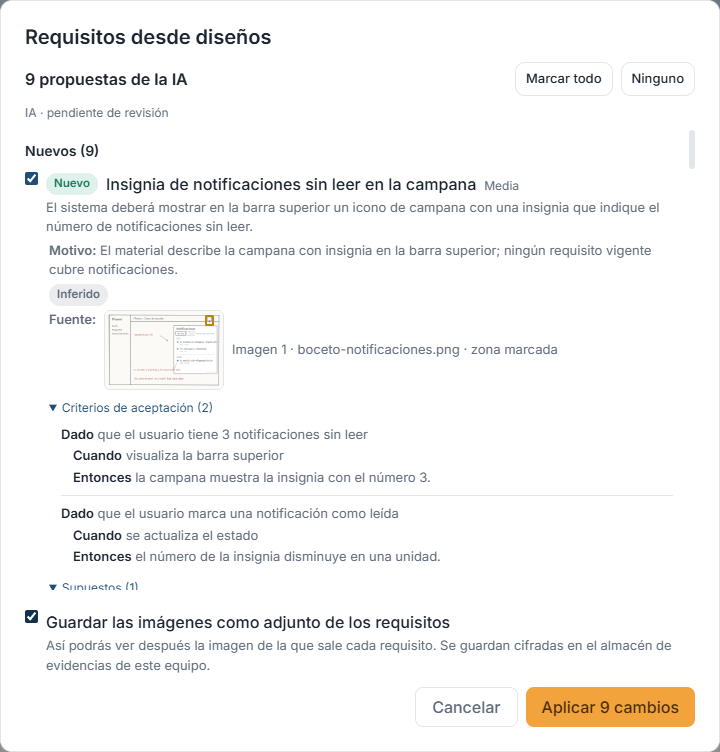 Requisitos desde diseños
9 propuestas de la IA
Marcar todo
Ninguno
IA · pendiente de revisión
Nuevos (9)
Nuevo Insignia de notificaciones sin leer en la campana Media
El sistema deberá mostrar en la barra superior un icono de campana con una insignia que indique el
número de notificaciones sin leer.
Motivo: El material describe la campana con insignia en la barra superior; ningún requisito vigente
cubre notificaciones.
Inferido
Fuente:
Imagen 1 · boceto-notificaciones.png · zona marcada
▼ Criterios de aceptación (2)
Dado que el usuario tiene 3 notificaciones sin leer
Cuando visualiza la barra superior
Entonces la campana muestra la insignia con el número 3.
Dado que el usuario marca una notificación como leída
Cuando se actualiza el estado
Entonces el número de la insignia disminuye en una unidad.
▼ Supuestos (1)
Guardar las imágenes como adjunto de los requisitos
Así podrás ver después la imagen de la que sale cada requisito. Se guardan cifradas en el almacén de
evidencias de este equipo.
Cancelar
Aplicar 9 cambios